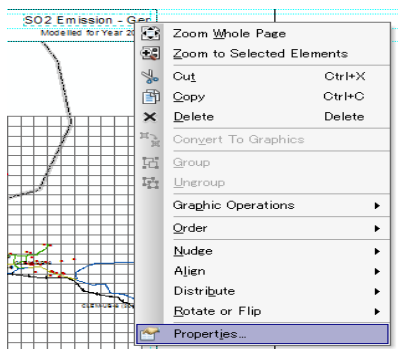 SO2 Emission - Ger
Modelled for Year 20
Zoom Whole Page
Zoom to Selected Elements
Cut Ctrl+X
Copy Ctrl+C
Delete Delete
Convert To Graphics
Group
Ungroup
Graphic Operations
Order
Nudge
Align
Distribute
Rotate or Flip
Properties...